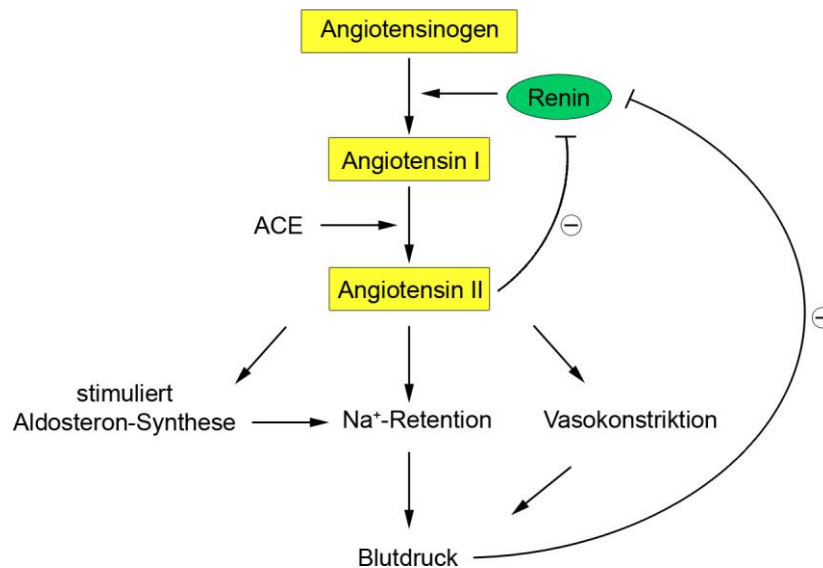 Angiotensinogen
Renin
Angiotensin I
ACE
Angiotensin II
stimuliert
Aldosteron-Synthese
Na⁺-Retention
Vasokonstriktion
Blutdruck